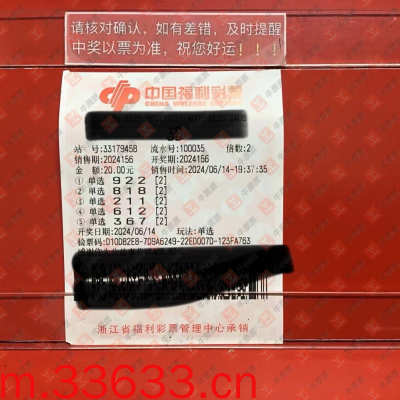 请核对确认，如有差错，及时提醒
中奖以票为准，祝您好运！！！
中国福利彩票
CHINA WELFARE LOTTERY
站 号:33179458 流水号:100035 倍数:2
销售期:2024156 开奖期:2024156
金 额:20.00元 销售时间:2024/06/14-19:37:35
① 单选 9 2 2 [2]
② 单选 8 1 8 [2]
③ 单选 2 1 1 [2]
④ 单选 6 1 2 [2]
⑤ 单选 3 6 7 [2]
开奖日:2024/06/14 玩法:单选
检票码:D10DB2E8-7D9A6249-22ED007D-123FA763
浙江省福利彩票管理中心承销
m.33633.cn